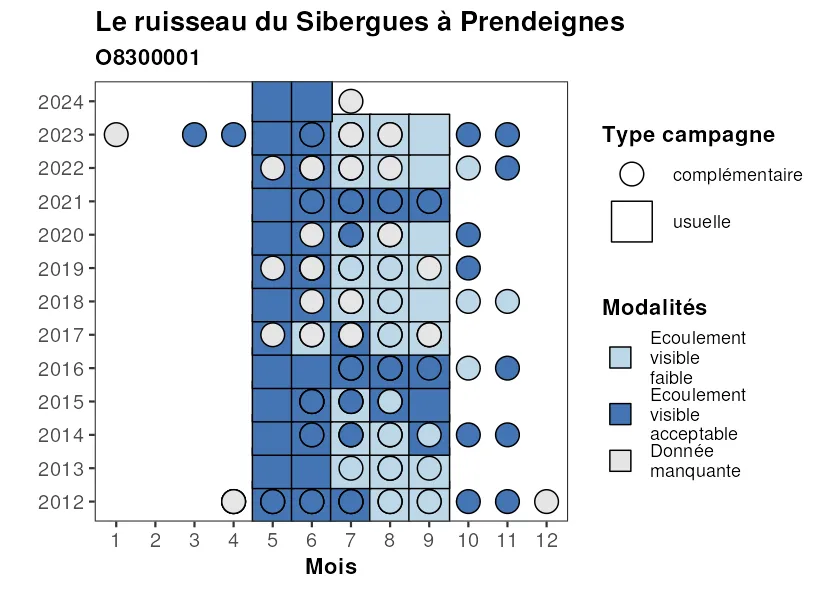 Le ruisseau du Sibergues à Prendeignes
O8300001
2024
2023
2022
2021
2020
2019
2018
2017
2016
2015
2014
2013
2012
1 2 3 4 5 6 7 8 9 10 11 12
Mois
Type campagne
complémentaire
usuelle
Modalités
Ecoulement
visible
faible
Ecoulement
visible
acceptable
Donnée
manquante